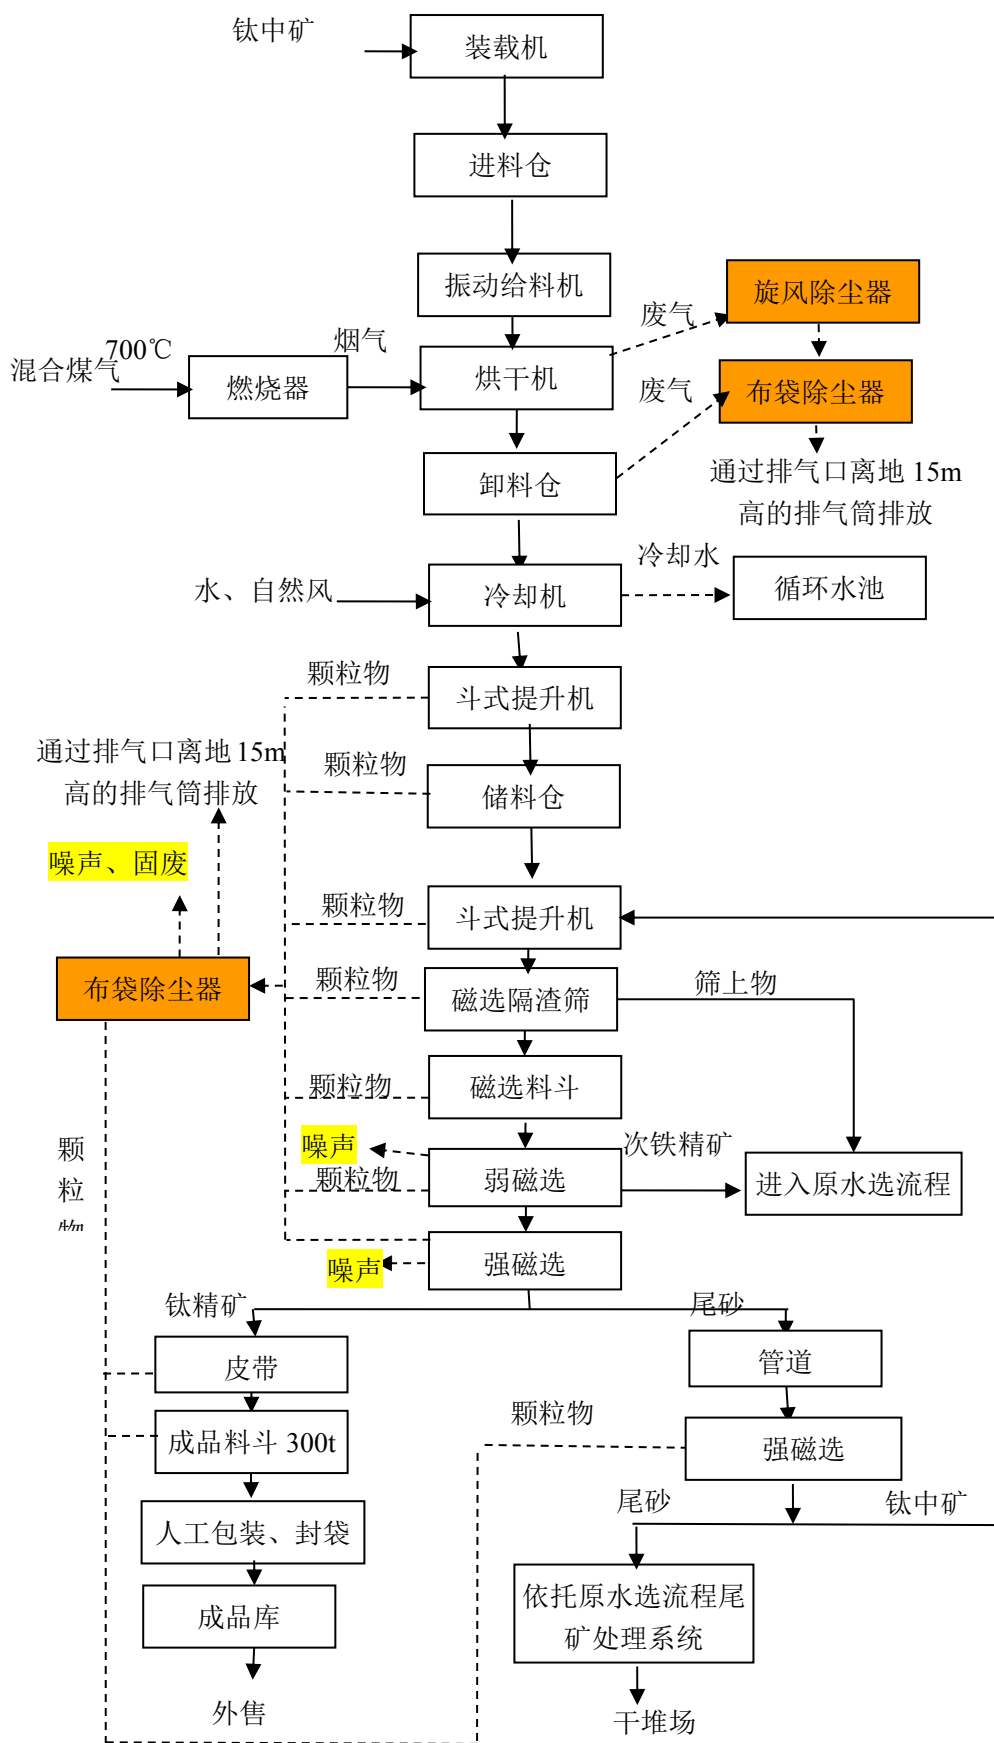 钛中矿
装载机
进料仓
振动给料机
旋风除尘器
废气
700℃
烟气
混合煤气
燃烧器
烘干机
废气
布袋除尘器
卸料仓
通过排气口离地 15m
高的排气筒排放
冷却水
水、自然风
冷却机
循环水池
颗粒物
斗式提升机
通过排气口离地 15m
高的排气筒排放
颗粒物
储料仓
噪声、固废
颗粒物
斗式提升机
布袋除尘器
颗粒物
磁选隔渣筛
筛上物
颗粒物
磁选料斗
噪声
次铁精矿
颗粒物
弱磁选
进入原水选流程
颗
粒
物
噪声
强磁选
钛精矿
尾砂
皮带
管道
颗粒物
成品料斗 300t
强磁选
尾砂
钛中矿
人工包装、封袋
成品库
依托原水选流程尾
矿处理系统
外售
干堆场